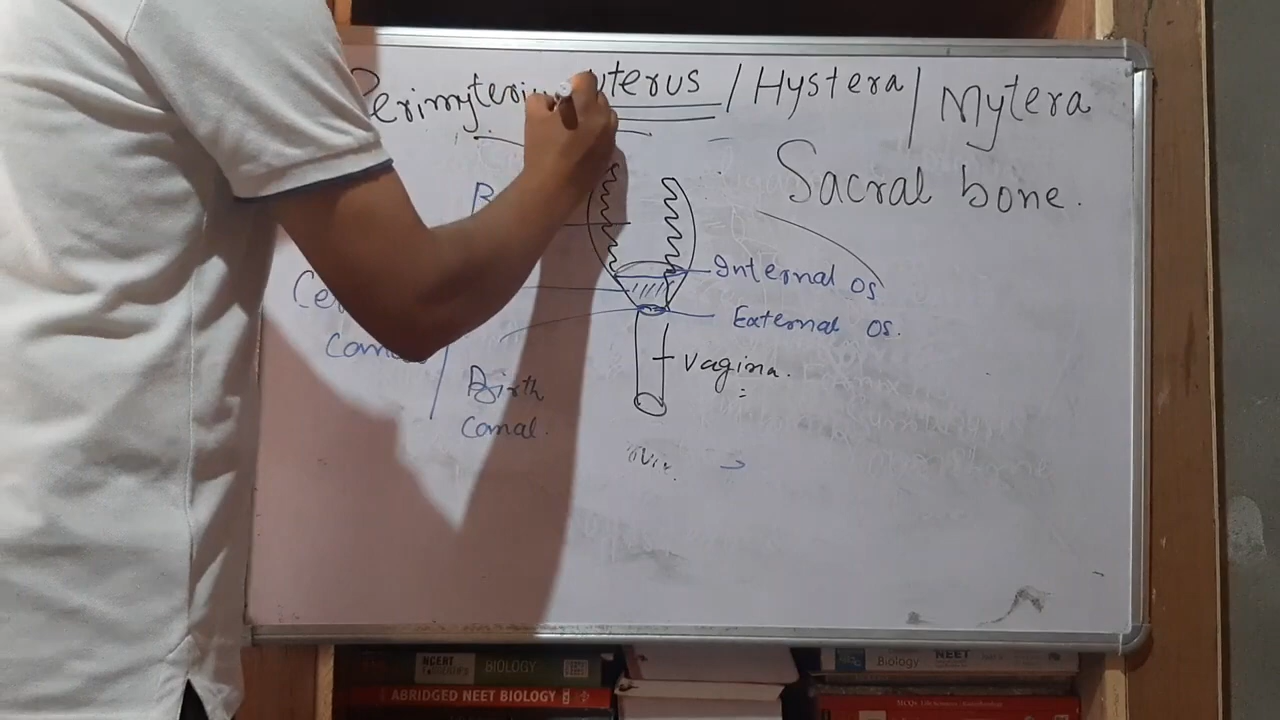 Perimyteriu uterus / Hystera / Mytera
Sacral bone.
Internal os
External os.
Vagina.
Birth
Canal.
NCERT BIOLOGY
ABRIDGED NEET BIOLOGY
Biology NEET